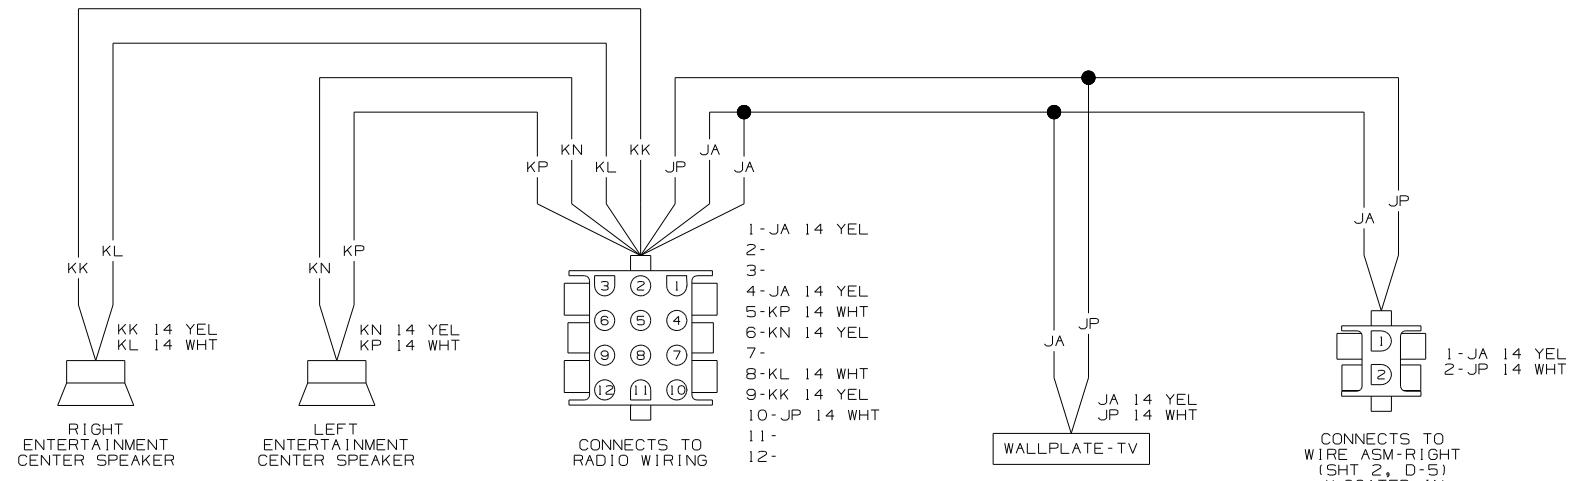 KP
KN
KL
KK
JP
JA
JA
KK
KL
KN
KP
JA
JP
JA
JP
KK 14 YEL
KL 14 WHT
RIGHT
ENTERTAINMENT
CENTER SPEAKER
KN 14 YEL
KP 14 WHT
LEFT
ENTERTAINMENT
CENTER SPEAKER
3 2 1
6 5 4
9 8 7
12 11 10
CONNECTS TO
RADIO WIRING
1-JA 14 YEL
2-
3-
4-JA 14 YEL
5-KP 14 WHT
6-KN 14 YEL
7-
8-KL 14 WHT
9-KK 14 YEL
10-JP 14 WHT
11-
12-
JA 14 YEL
JP 14 WHT
WALLPLATE-TV
1
2
1-JA 14 YEL
2-JP 14 WHT
CONNECTS TO
WIRE ASM-RIGHT
(SHT 2, D-5)